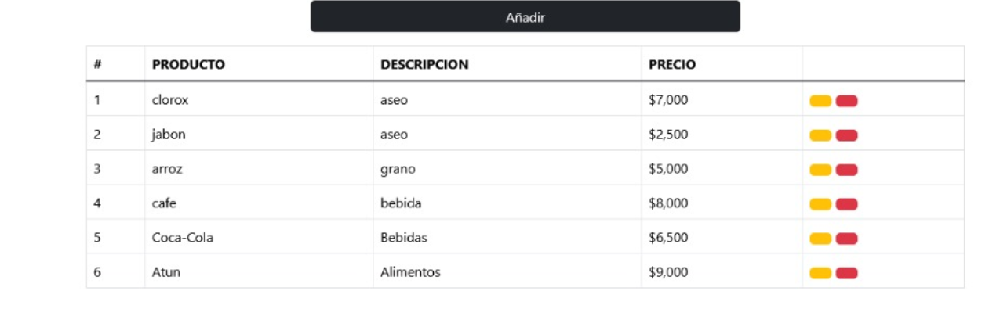 Añadir
# PRODUCTO DESCRIPCION PRECIO
1 clorox aseo $7,000
2 jabon aseo $2,500
3 arroz grano $5,000
4 cafe bebida $8,000
5 Coca-Cola Bebidas $6,500
6 Atun Alimentos $9,000